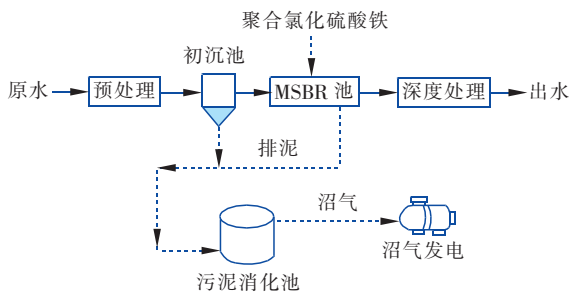 聚合氯化硫酸铁
初沉池
原水
预处理
MSBR 池
深度处理
出水
排泥
沼气
沼气发电
污泥消化池